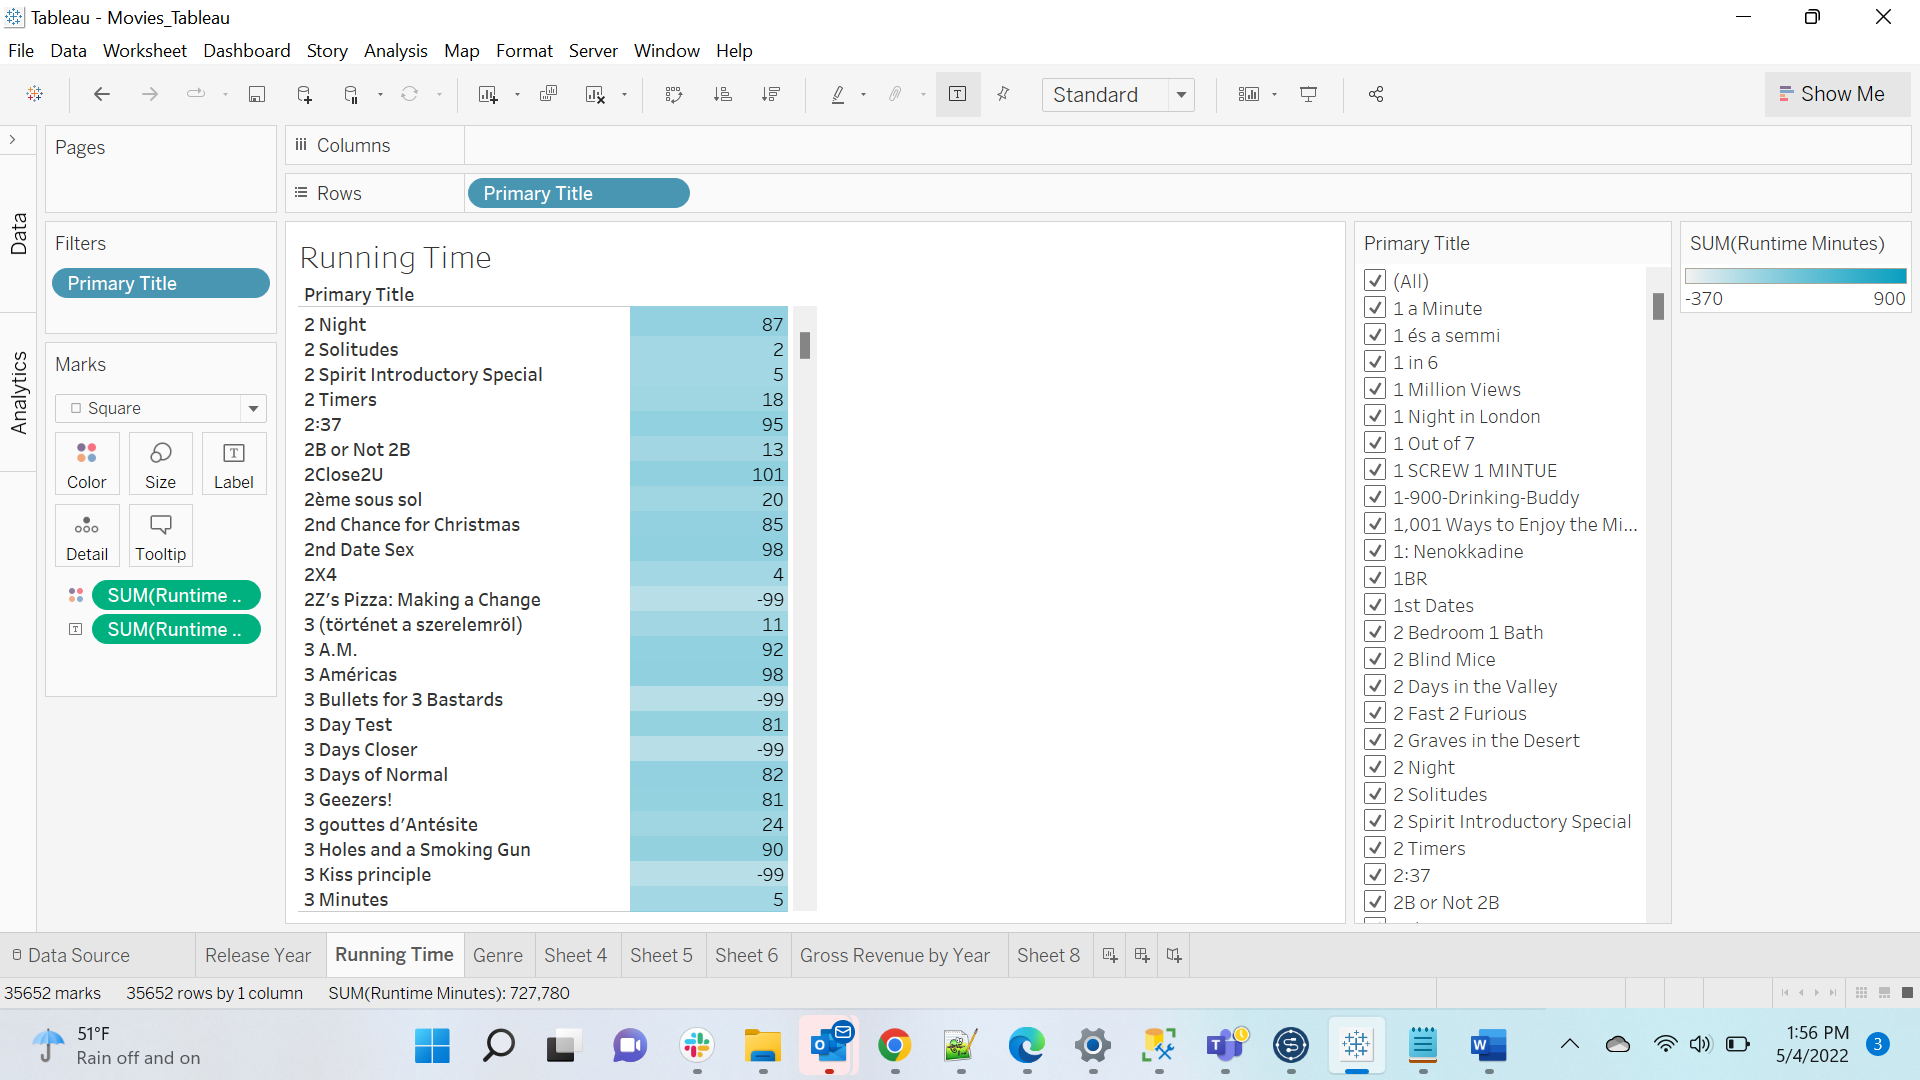 Tableau - Movies_Tableau
File Data Worksheet Dashboard Story Analysis Map Format Server Window Help
Standard
Show Me
Pages
Columns
Rows
Primary Title
Data
Analytics
Filters
Primary Title
Marks
Square
Color Size Label
Detail Tooltip
SUM(Runtime ..
SUM(Runtime ..
Running Time
Primary Title
2 Night 87
2 Solitudes 2
2 Spirit Introductory Special 5
2 Timers 18
2:37 95
2B or Not 2B 13
2Close2U 101
2ème sous sol 20
2nd Chance for Christmas 85
2nd Date Sex 98
2X4 4
2Z's Pizza: Making a Change -99
3 (történet a szerelemröl) 11
3 A.M. 92
3 Américas 98
3 Bullets for 3 Bastards -99
3 Day Test 81
3 Days Closer -99
3 Days of Normal 82
3 Geezers! 81
3 gouttes d'Antésite 24
3 Holes and a Smoking Gun 90
3 Kiss principle -99
3 Minutes 5
Primary Title
(All)
1 a Minute
1 és a semmi
1 in 6
1 Million Views
1 Night in London
1 Out of 7
1 SCREW 1 MINTUE
1-900-Drinking-Buddy
1,001 Ways to Enjoy the Mi...
1: Nenokkadine
1BR
1st Dates
2 Bedroom 1 Bath
2 Blind Mice
2 Days in the Valley
2 Fast 2 Furious
2 Graves in the Desert
2 Night
2 Solitudes
2 Spirit Introductory Special
2 Timers
2:37
2B or Not 2B
SUM(Runtime Minutes)
-370 900
Data Source Release Year Running Time Genre Sheet 4 Sheet 5 Sheet 6 Gross Revenue by Year Sheet 8
35652 marks 35652 rows by 1 column SUM(Runtime Minutes): 727,780
51°F
Rain off and on
1:56 PM
5/4/2022
3